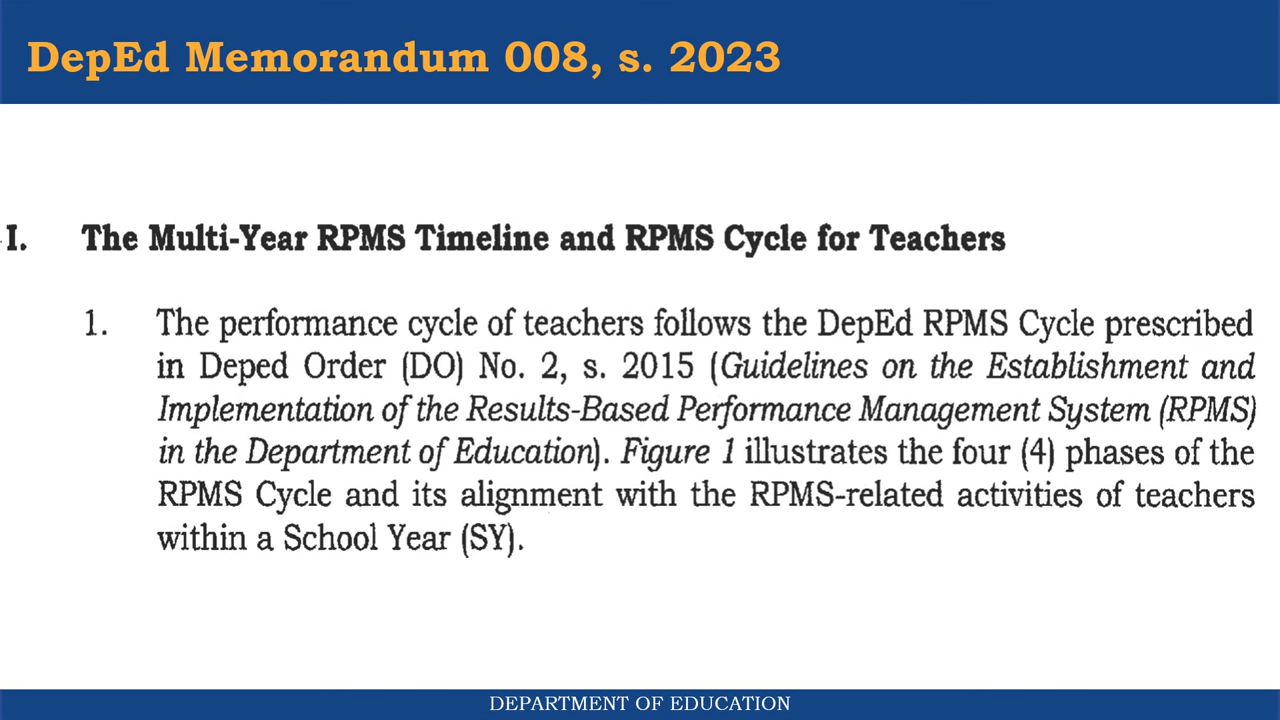 DepEd Memorandum 008, s. 2023
I. The Multi-Year RPMS Timeline and RPMS Cycle for Teachers
1. The performance cycle of teachers follows the DepEd RPMS Cycle prescribed
in Deped Order (DO) No. 2, s. 2015 (Guidelines on the Establishment and
Implementation of the Results-Based Performance Management System (RPMS)
in the Department of Education). Figure 1 illustrates the four (4) phases of the
RPMS Cycle and its alignment with the RPMS-related activities of teachers
within a School Year (SY).
DEPARTMENT OF EDUCATION